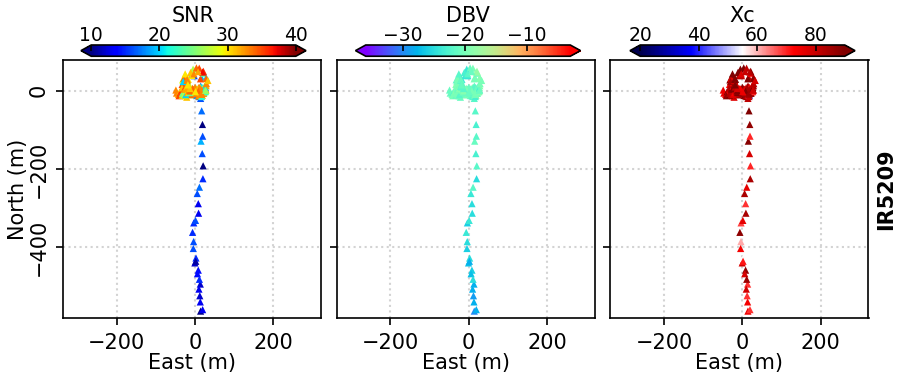 SNR DBV Xc
10 20 30 40 −30 −20 −10 20 40 60 80
0
−200
−400
North (m)
−200 0 200 −200 0 200 −200 0 200
East (m) East (m) East (m)
IR5209